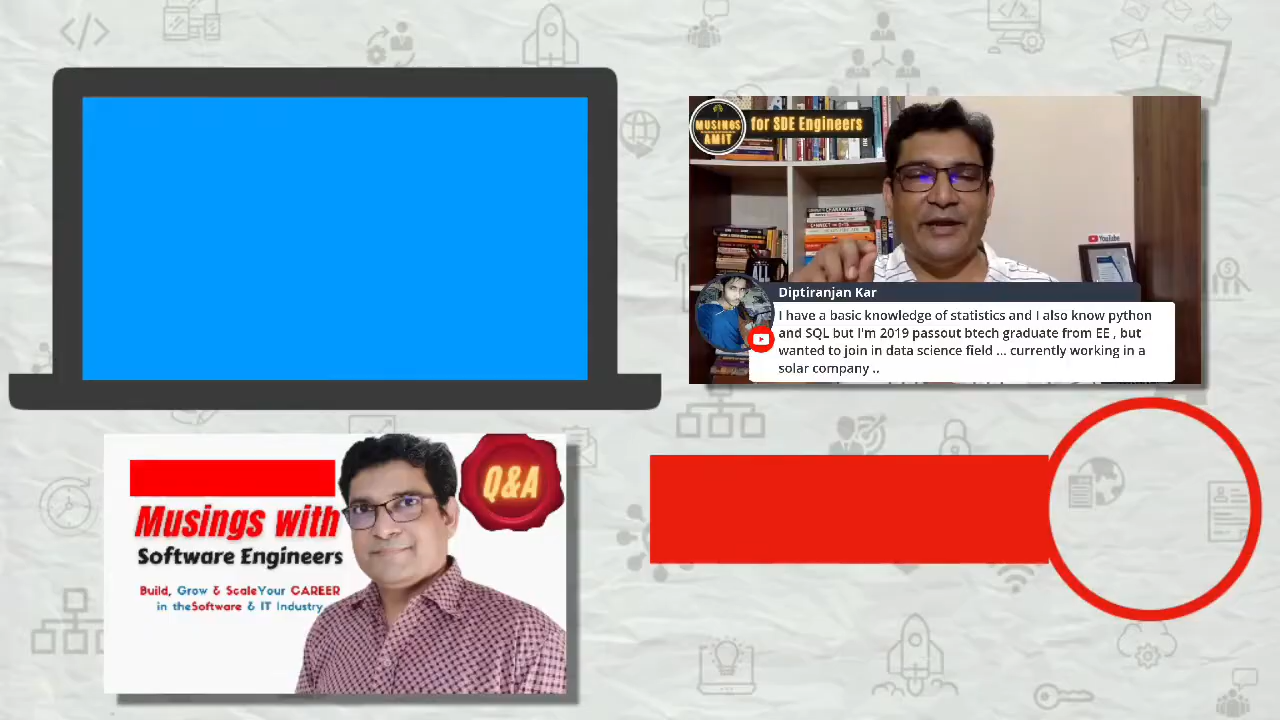 MUSINGS
AMIT
for SDE Engineers
YouTube
ALL
Diptiranjan Kar
I have a basic knowledge of statistics and I also know python
and SQL but I'm 2019 passout btech graduate from EE , but
wanted to join in data science field ... currently working in a
solar company ..
Q&A
Musings with
Software Engineers
Build, Grow & ScaleYour CAREER
in theSoftware & IT Industry